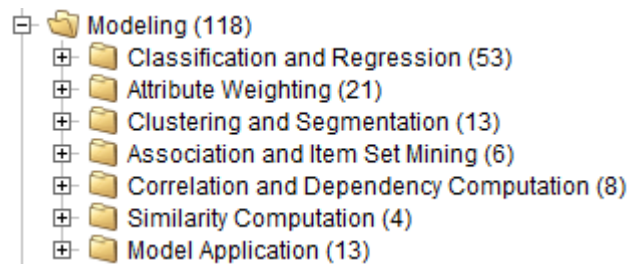 Modeling (118)
Classification and Regression (53)
Attribute Weighting (21)
Clustering and Segmentation (13)
Association and Item Set Mining (6)
Correlation and Dependency Computation (8)
Similarity Computation (4)
Model Application (13)